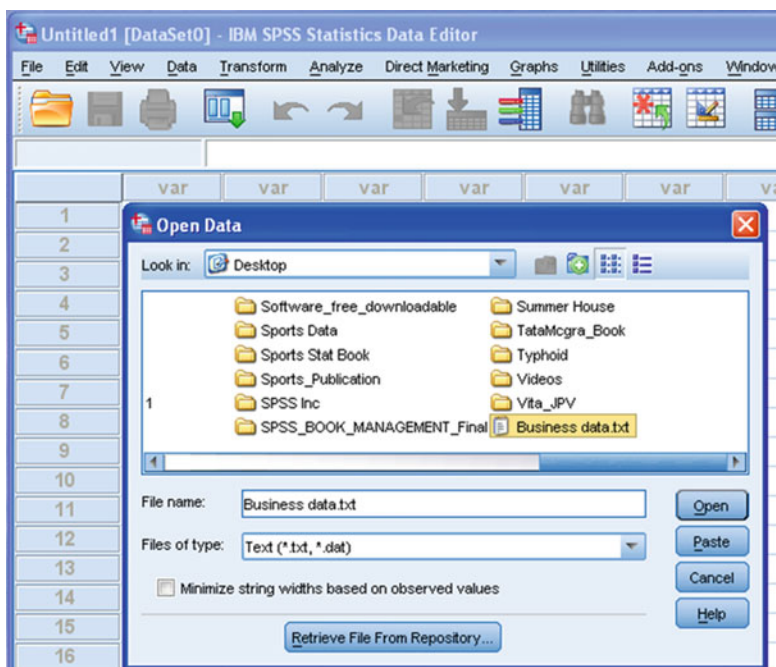 Untitled1 [DataSet0] - IBM SPSS Statistics Data Editor
File Edit View Data Transform Analyze Direct Marketing Graphs Utilities Add-ons Window
var var var var var var va
1
2
3
4
5
6
7
8
9
10
11
12
13
14
15
16
Open Data
Look in: Desktop
1
Software_free_downloadable
Sports Data
Sports Stat Book
Sports_Publication
SPSS Inc
SPSS_BOOK_MANAGEMENT_Final
Summer House
TataMcgra_Book
Typhoid
Videos
Vita_JPV
Business data.txt
File name: Business data.txt
Files of type: Text (*.txt, *.dat)
Minimize string widths based on observed values
Retrieve File From Repository...
Open
Paste
Cancel
Help